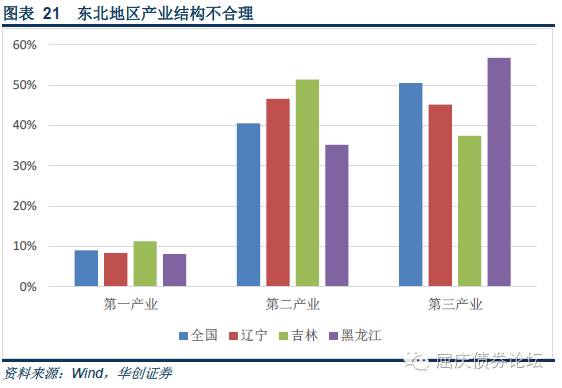 图表 21 东北地区产业结构不合理
60%
50%
40%
30%
20%
10%
0%
第一产业 第二产业 第三产业
全国 辽宁 吉林 黑龙江
屈庆债券论坛
资料来源：Wind，华创证券